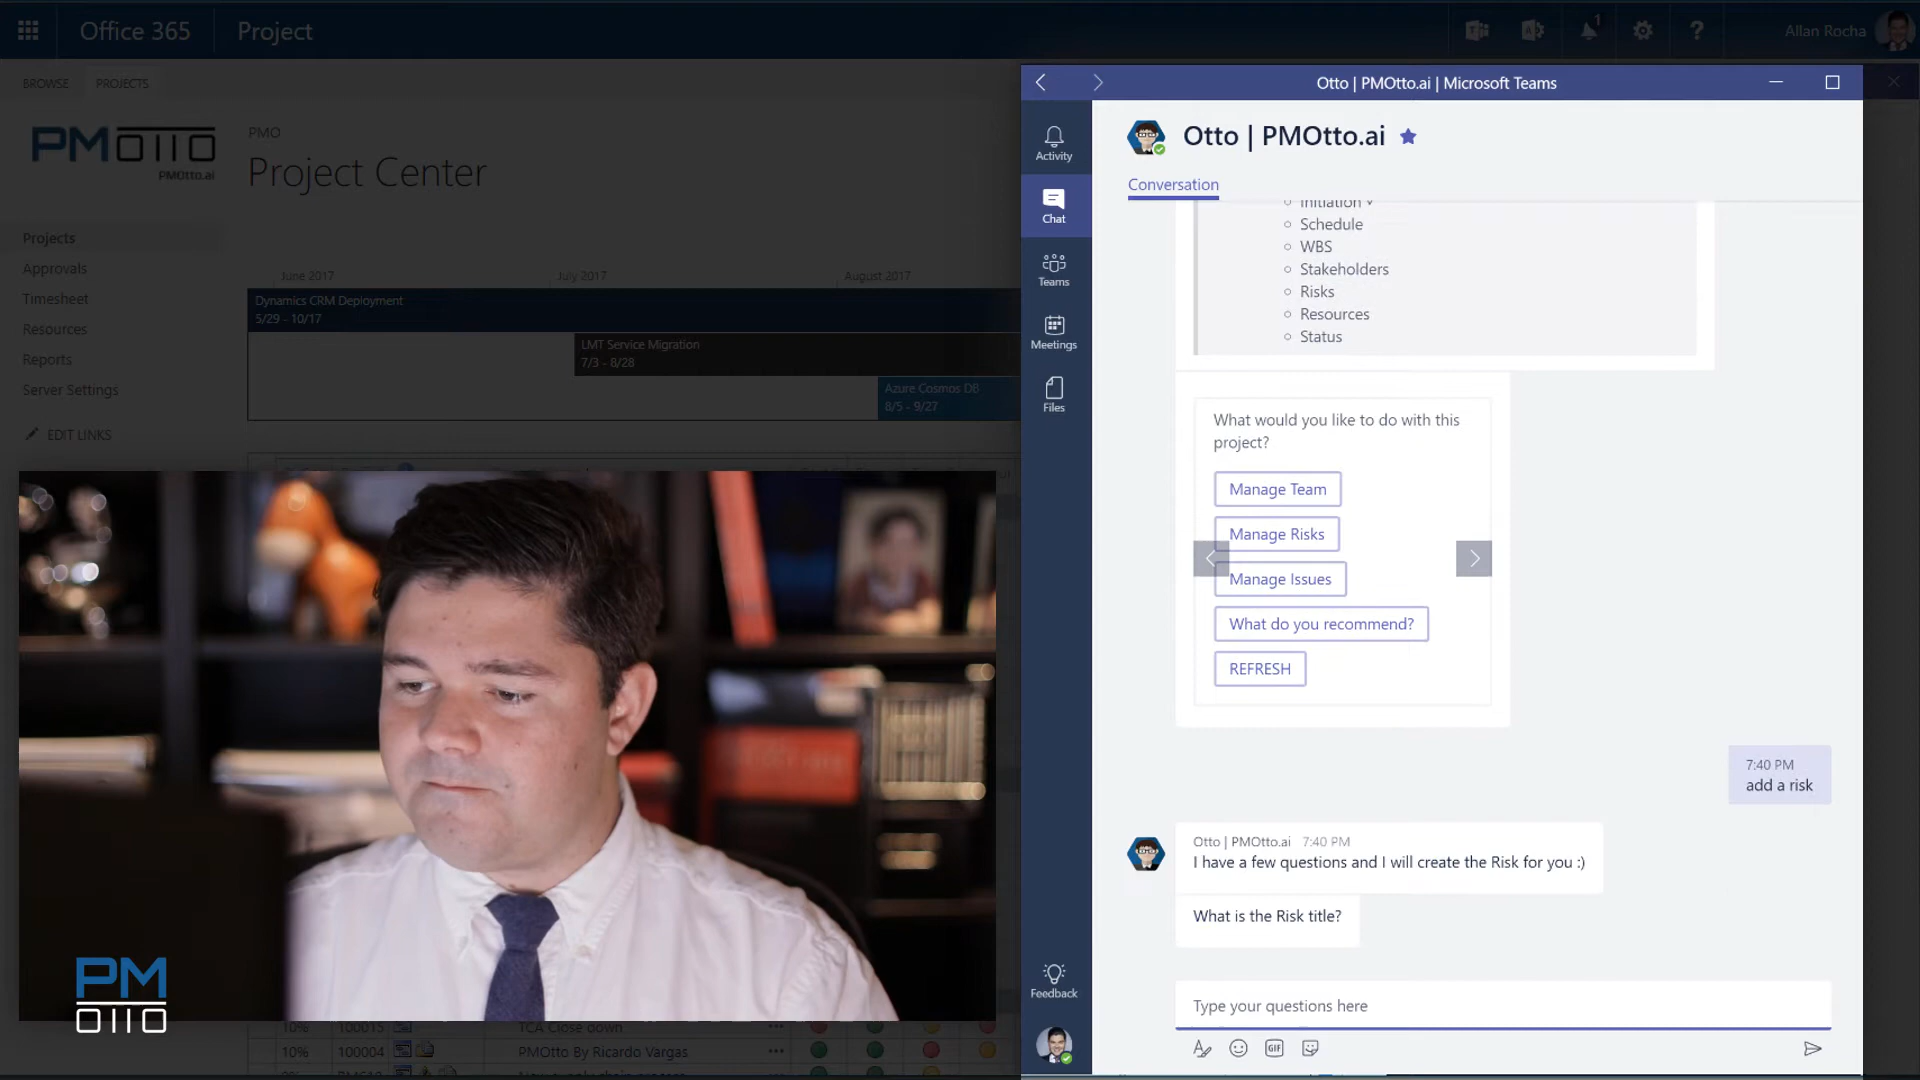 Office 365
Project
1
Allan Rocha
BROWSE
PROJECTS
PMOTTO
PMOtto.ai
PMO
Project Center
Projects
Approvals
Timesheet
Resources
Reports
Server Settings
EDIT LINKS
June 2017
July 2017
August 2017
Dynamics CRM Deployment
5/29 - 10/17
LMT Service Migration
7/3 - 8/28
Azure Cosmos DB
8/5 - 9/27
10% 100015 TCA Close down
10% 100004 PMOtto By Ricardo Vargas
PM
OTTO
Otto | PMOtto.ai | Microsoft Teams
Activity
Chat
Teams
Meetings
Files
Feedback
Otto | PMOtto.ai
Conversation
Initiation
Schedule
WBS
Stakeholders
Risks
Resources
Status
What would you like to do with this
project?
Manage Team
Manage Risks
Manage Issues
What do you recommend?
REFRESH
7:40 PM
add a risk
Otto | PMOtto.ai 7:40 PM
I have a few questions and I will create the Risk for you :)
What is the Risk title?
Type your questions here
GIF